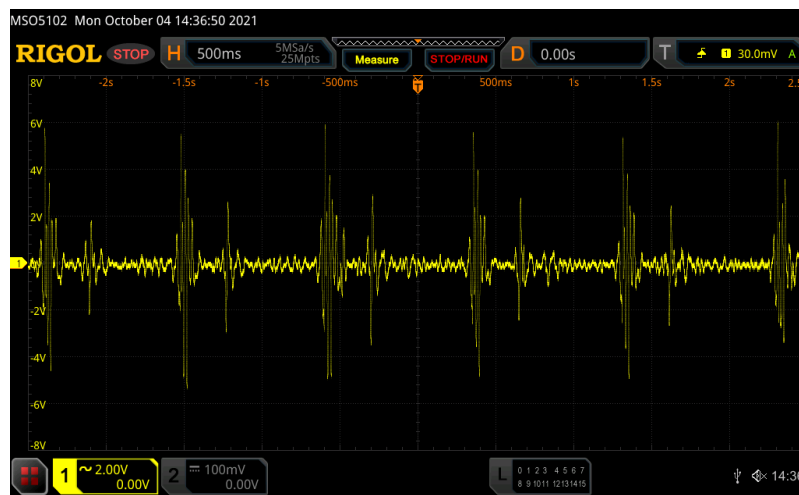 MSO5102 Mon October 04 14:36:50 2021
RIGOL STOP H 500ms 5MSa/s 25Mpts Measure STOP/RUN D 0.00s T 1 30.0mV A
8V -2s -1.5s -1s -500ms T 500ms 1s 1.5s 2s 2.5
6V
4V
2V
1
-2V
-4V
-6V
-8V
1 2.00V 0.00V 2 100mV 0.00V L 0 1 2 3 4 5 6 7 14:36
8 9 10 11 12 13 14 15